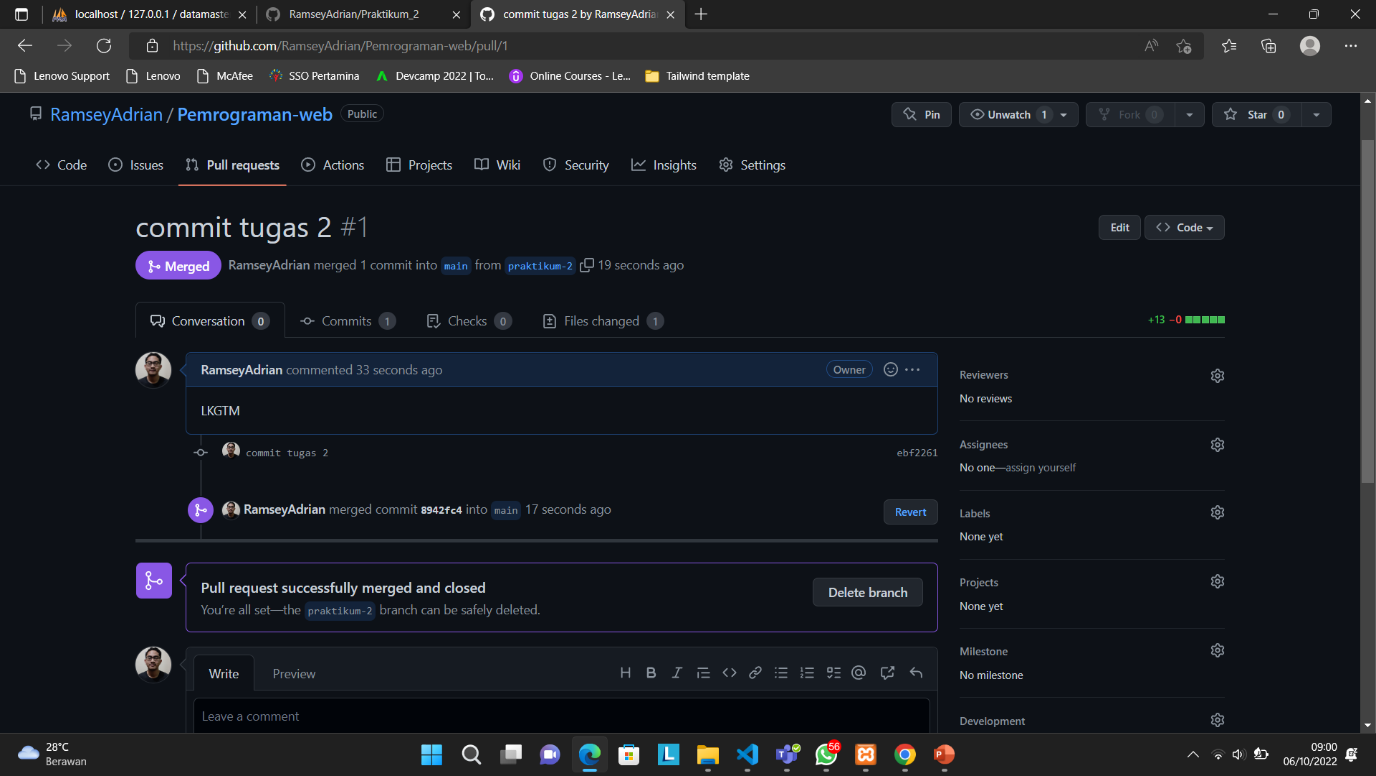 localhost / 127.0.0.1 / datamaste
RamseyAdrian/Praktikum_2
commit tugas 2 by RamseyAdria
https://github.com/RamseyAdrian/Pemrograman-web/pull/1
Lenovo Support
Lenovo
McAfee
SSO Pertamina
Devcamp 2022 | To...
Online Courses - Le...
Tailwind template
RamseyAdrian / Pemrograman-web Public
Pin
Unwatch 1
Fork 0
Star 0
Code
Issues
Pull requests
Actions
Projects
Wiki
Security
Insights
Settings
commit tugas 2 #1
Edit
Code
Merged
RamseyAdrian merged 1 commit into main from praktikum-2 19 seconds ago
Conversation 0
Commits 1
Checks 0
Files changed 1
+13 −0
RamseyAdrian commented 33 seconds ago
Owner
LKGTM
commit tugas 2
ebf2261
RamseyAdrian merged commit 8942fc4 into main 17 seconds ago
Revert
Pull request successfully merged and closed
You're all set—the praktikum-2 branch can be safely deleted.
Delete branch
Write
Preview
Leave a comment
Reviewers
No reviews
Assignees
No one—assign yourself
Labels
None yet
Projects
None yet
Milestone
No milestone
Development
28°C
Berawan
56
09:00
06/10/2022